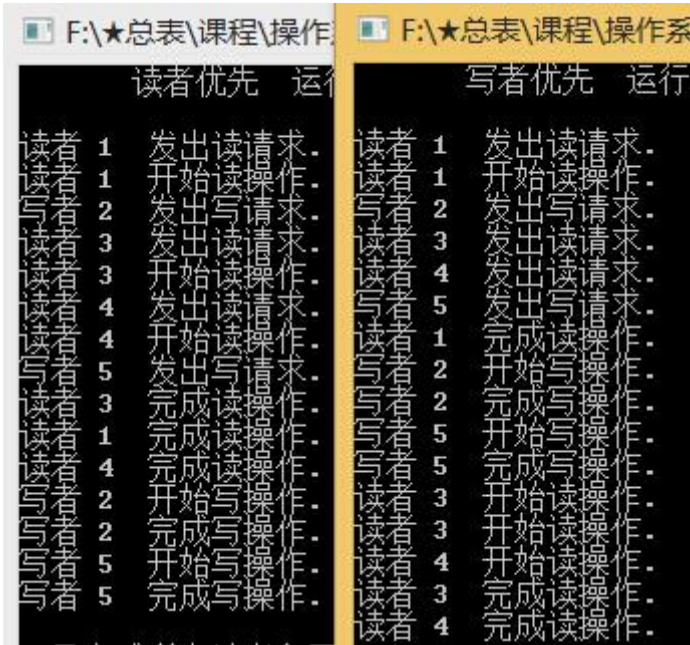 F:\★总表\课程\操作
读者优先 运
读者 1 发出读请求.
读者 1 开始读操作.
写者 2 发出写请求.
读者 3 发出读请求.
读者 3 开始读操作.
读者 4 发出读请求.
读者 4 开始读操作.
写者 5 发出写请求.
读者 3 完成读操作.
读者 1 完成读操作.
读者 4 完成读操作.
写者 2 开始写操作.
写者 2 完成写操作.
写者 5 开始写操作.
写者 5 完成写操作.
F:\★总表\课程\操作系
写者优先 运行
读者 1 发出读请求.
读者 1 开始读操作.
写者 2 发出写请求.
读者 3 发出读请求.
读者 4 发出读请求.
写者 5 发出写请求.
读者 1 完成读操作.
写者 2 开始写操作.
写者 2 完成写操作.
写者 5 开始写操作.
写者 5 完成写操作.
读者 3 开始读操作.
读者 3 开始读操作.
读者 4 开始读操作.
读者 3 完成读操作.
读者 4 完成读操作.